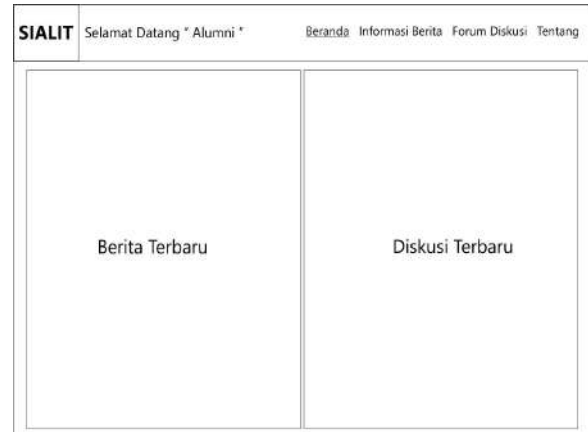 SIALIT Selamat Datang " Alumni " Beranda Informasi Berita Forum Diskusi Tentang
Berita Terbaru Diskusi Terbaru